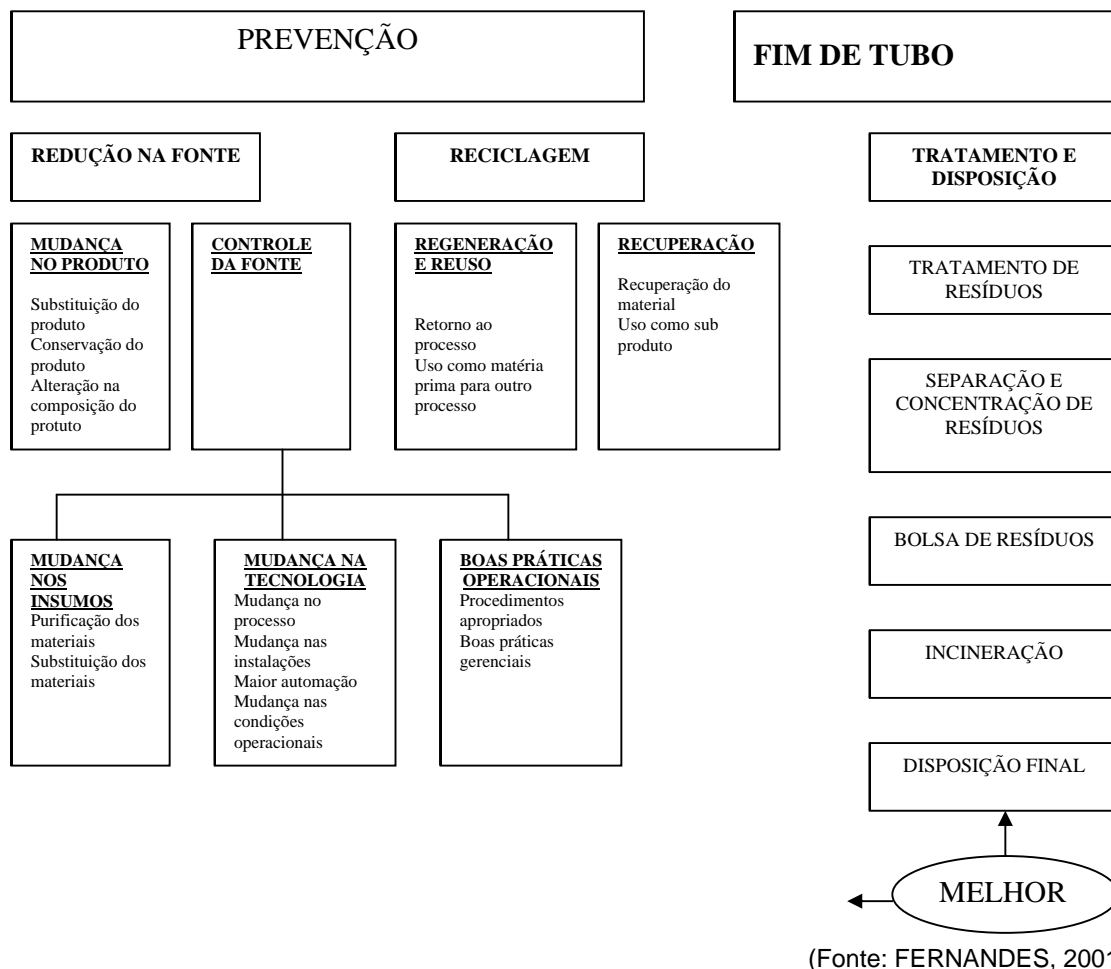 PREVENÇÃO
FIM DE TUBO
REDUÇÃO NA FONTE
RECICLAGEM
TRATAMENTO E
DISPOSIÇÃO
MUDANÇA
NO PRODUTO
Substituição do
produto
Conservação do
produto
Alteração na
composição do
protuto
CONTROLE
DA FONTE
REGENERAÇÃO
E REUSO
Retorno ao
processo
Uso como matéria
prima para outro
processo
RECUPERAÇÃO
Recuperação do
material
Uso como sub
produto
TRATAMENTO DE
RESÍDUOS
SEPARAÇÃO E
CONCENTRAÇÃO DE
RESÍDUOS
MUDANÇA
NOS
INSUMOS
Purificação dos
materiais
Substituição dos
materiais
MUDANÇA NA
TECNOLOGIA
Mudança no
processo
Mudança nas
instalações
Maior automação
Mudança nas
condições
operacionais
BOAS PRÁTICAS
OPERACIONAIS
Procedimentos
apropriados
Boas práticas
gerenciais
BOLSA DE RESÍDUOS
INCINERAÇÃO
DISPOSIÇÃO FINAL
MELHOR
(Fonte: FERNANDES, 2001